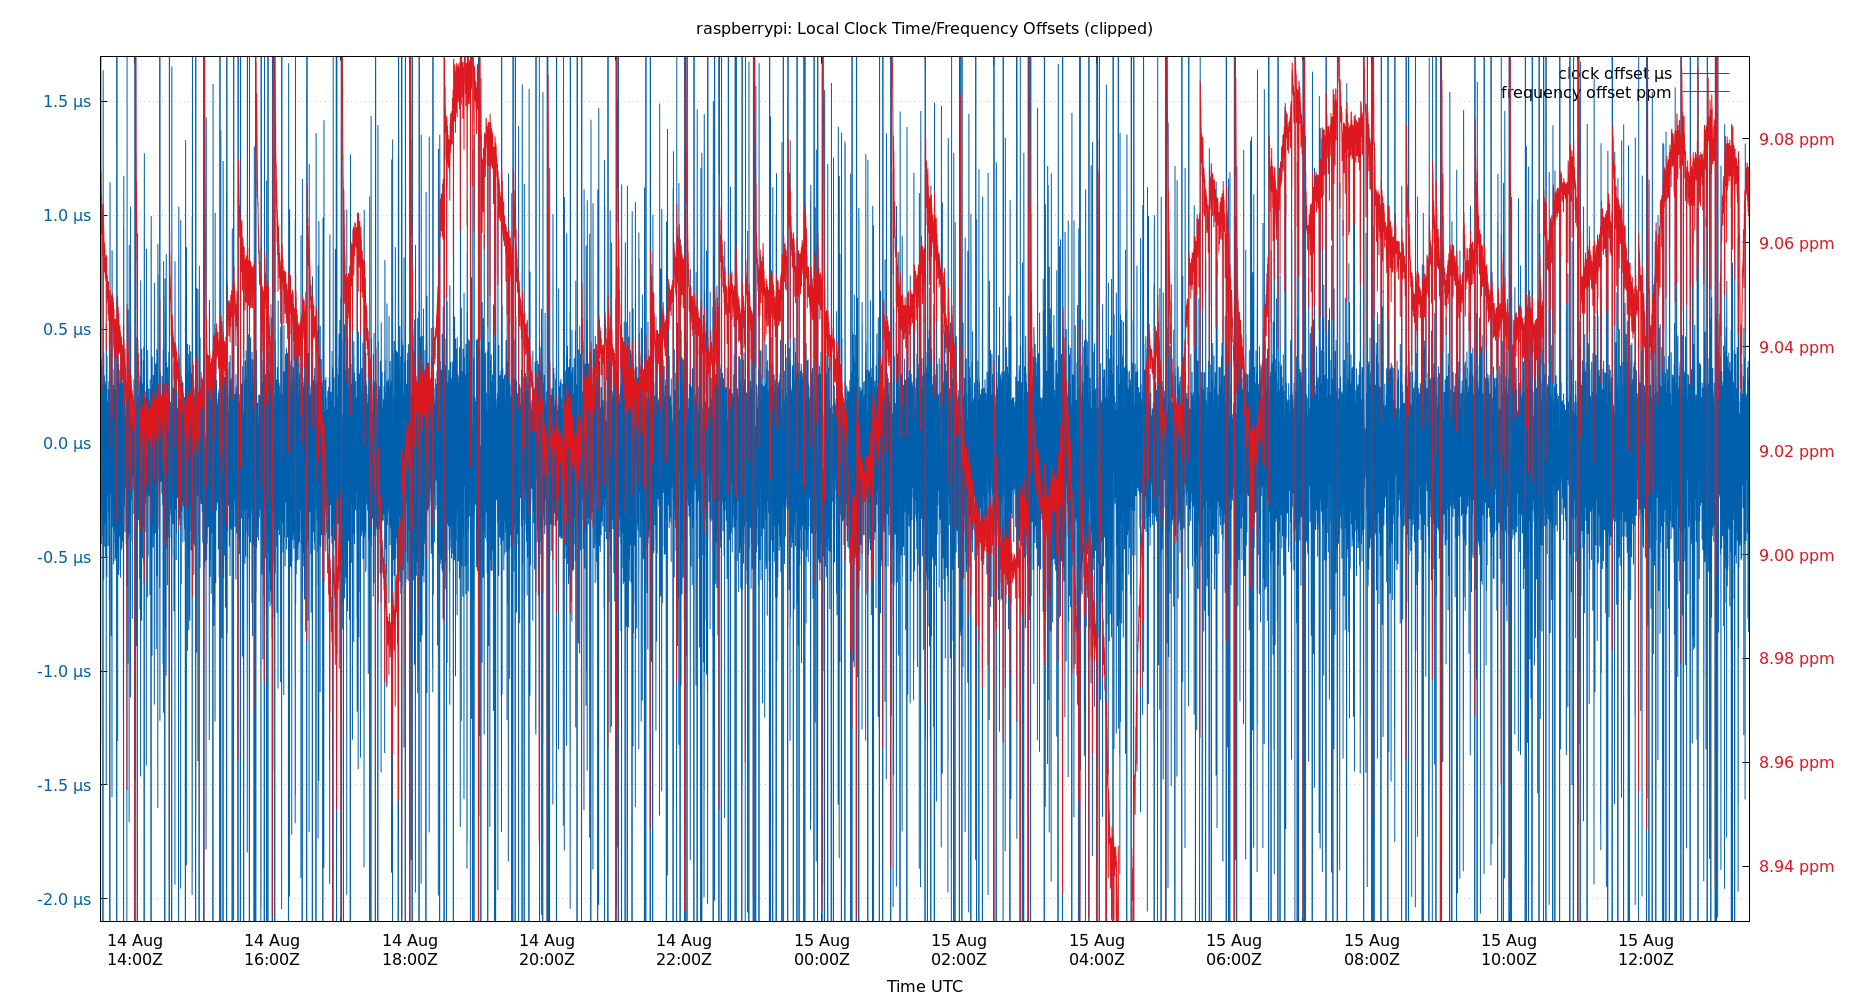 raspberrypi: Local Clock Time/Frequency Offsets (clipped)
clock offset µs
frequency offset ppm
1.5 µs
1.0 µs
0.5 µs
0.0 µs
-0.5 µs
-1.0 µs
-1.5 µs
-2.0 µs
9.08 ppm
9.06 ppm
9.04 ppm
9.02 ppm
9.00 ppm
8.98 ppm
8.96 ppm
8.94 ppm
14 Aug 14 Aug 14 Aug 14 Aug 14 Aug 15 Aug 15 Aug 15 Aug 15 Aug 15 Aug 15 Aug 15 Aug
14:00Z 16:00Z 18:00Z 20:00Z 22:00Z 00:00Z 02:00Z 04:00Z 06:00Z 08:00Z 10:00Z 12:00Z
Time UTC